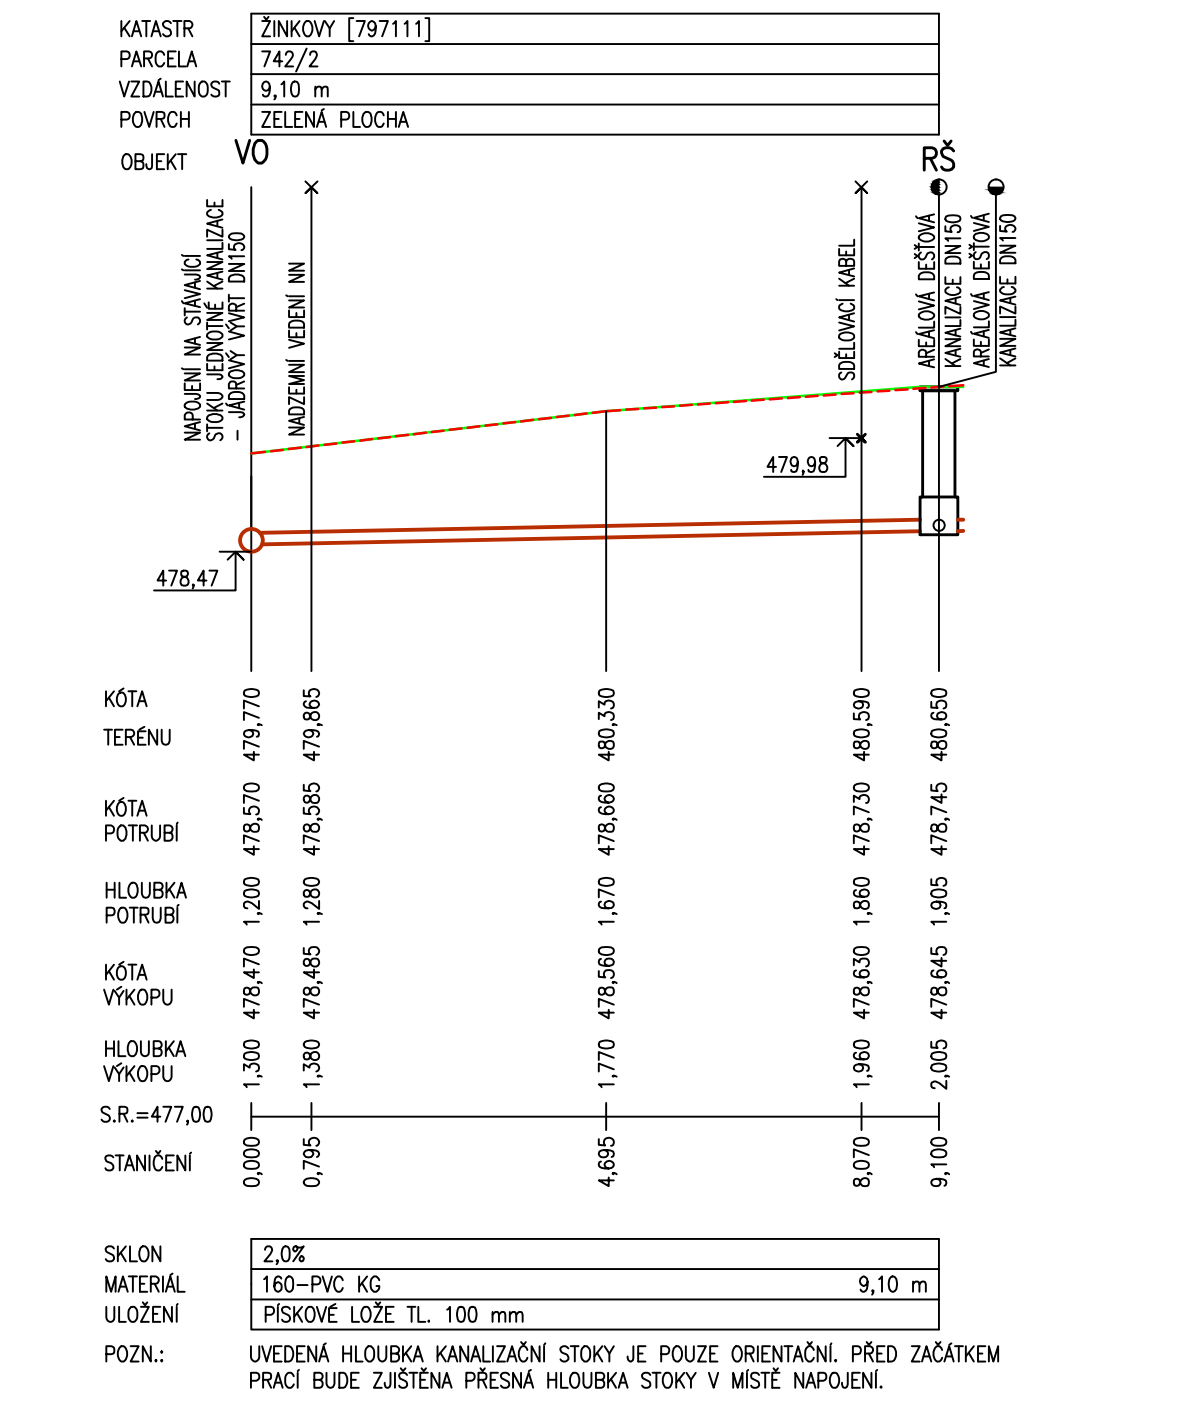 KATASTR ŽINKOVY [797111]
PARCELA 742/2
VZDÁLENOST 9,10 m
POVRCH ZELENÁ PLOCHA
OBJEKT VO RŠ
NAPOJENÍ NA STÁVAJÍCÍ
STOKU JEDNOTNÉ KANALIZACE
- JÁDROVÝ VÝVRT DN150
NADZEMNÍ VEDENÍ NN
SDĚLOVACÍ KABEL
AREÁLOVÁ DEŠŤOVÁ
KANALIZACE DN150
AREÁLOVÁ DEŠŤOVÁ
KANALIZACE DN150
479,98
478,47
KÓTA
TERÉNU
479,770 479,865 480,330 480,590 480,650
KÓTA
POTRUBÍ
478,570 478,585 478,660 478,730 478,745
HLOUBKA
POTRUBÍ
1,200 1,280 1,670 1,860 1,905
KÓTA
VÝKOPU
478,470 478,485 478,560 478,630 478,645
HLOUBKA
VÝKOPU
1,300 1,380 1,770 1,960 2,005
S.R.=477,00
STANIČENÍ 0,000 0,795 4,695 8,070 9,100
SKLON 2,0%
MATERIÁL 160-PVC KG 9,10 m
ULOŽENÍ PÍSKOVÉ LOŽE TL. 100 mm
POZN.: UVEDENÁ HLOUBKA KANALIZAČNÍ STOKY JE POUZE ORIENTAČNÍ. PŘED ZAČÁTKEM
PRACÍ BUDE ZJIŠTĚNA PŘESNÁ HLOUBKA STOKY V MÍSTĚ NAPOJENÍ.